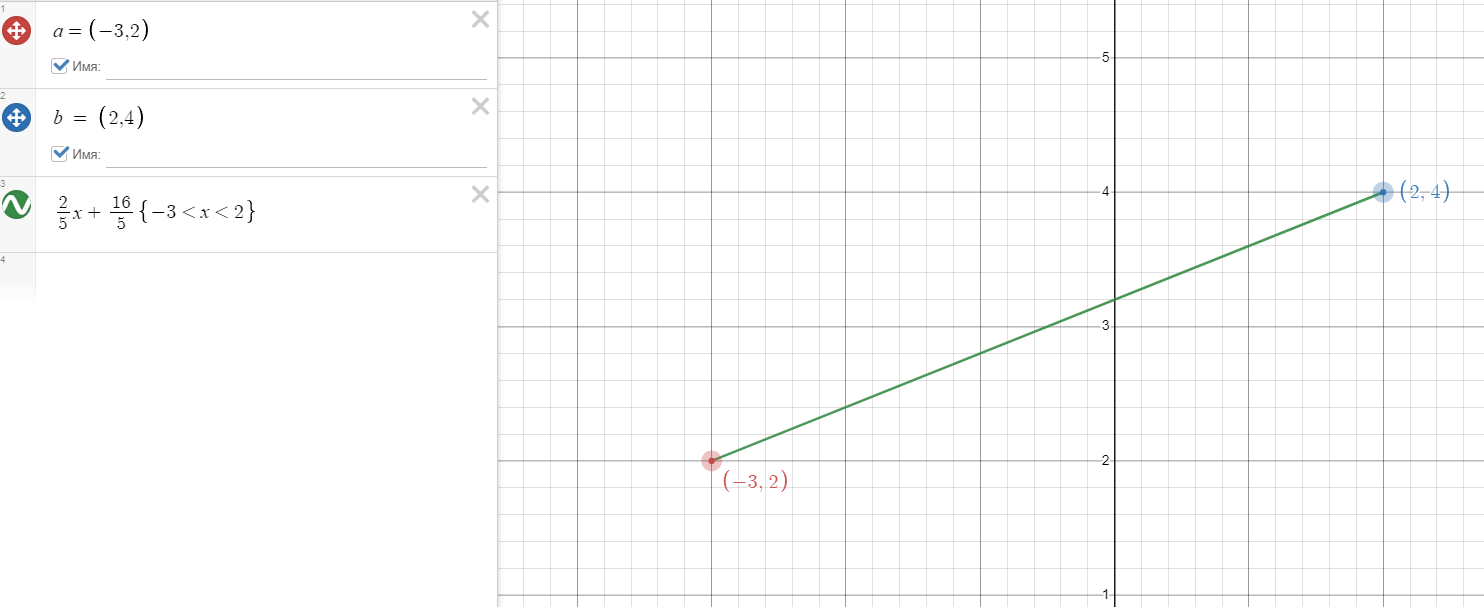 1
a = (−3,2)
Имя:
2
b = (2,4)
Имя:
3
2/5 x + 16/5 {−3 < x < 2}
4
5
4
(2, 4)
3
2
(−3, 2)
1